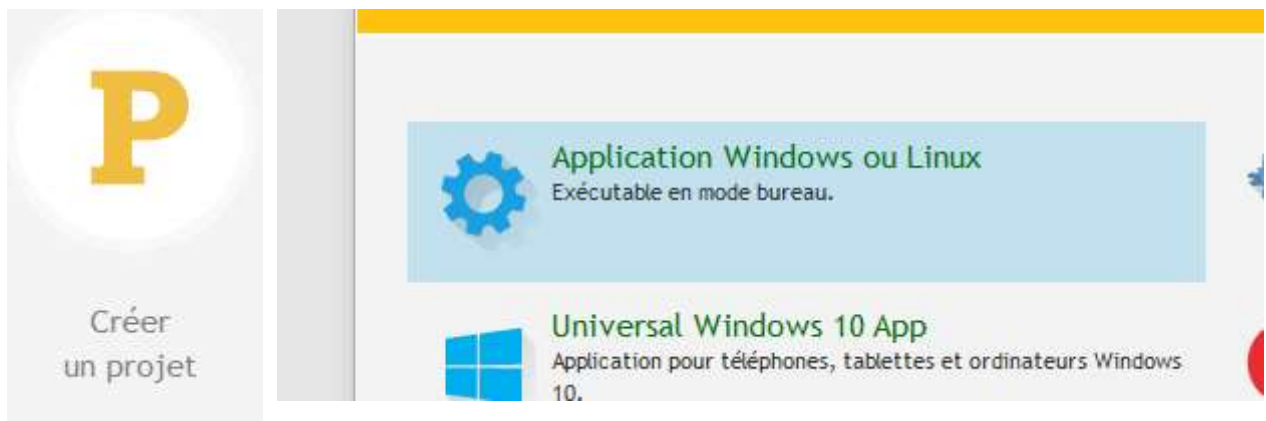 P
Créer
un projet
Application Windows ou Linux
Exécutable en mode bureau.
Universal Windows 10 App
Application pour téléphones, tablettes et ordinateurs Windows
10.